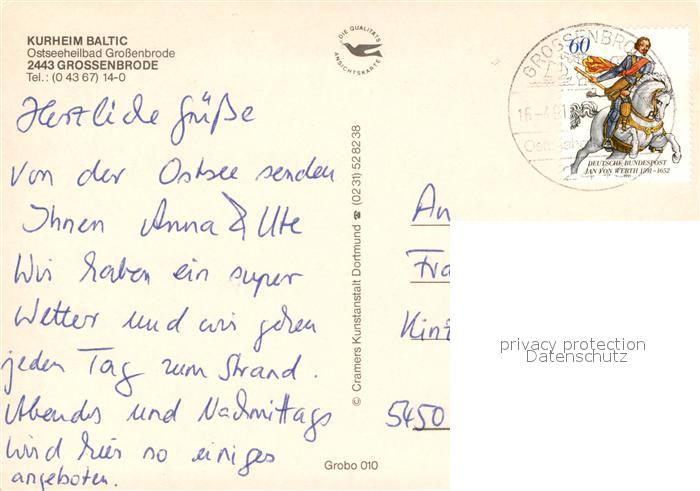 KURHEIM BALTIC
Ostseeheilbad Großenbrode
2443 GROSSENBRODE
Tel.: (0 43 67) 14-0
DIE QUALITÄTS
ANSICHTSKARTE
GROSSENBRO
60
16.-4.91
DEUTSCHE BUNDESPOST
JAN VON WERTH 1591-1652
Herzliche Grüße
von der Ostsee senden
Ihnen Anna & Ute
Wir haben ein super
Wetter und wir gehen
jeden Tag zum Strand.
Abends und Nachmittags
wird hier so einiges
angeboten.
© Cramers Kunstanstalt Dortmund ☎ (0231) 528238
An
Fra
Kint
5450
privacy protection
Datenschutz
Grobo 010